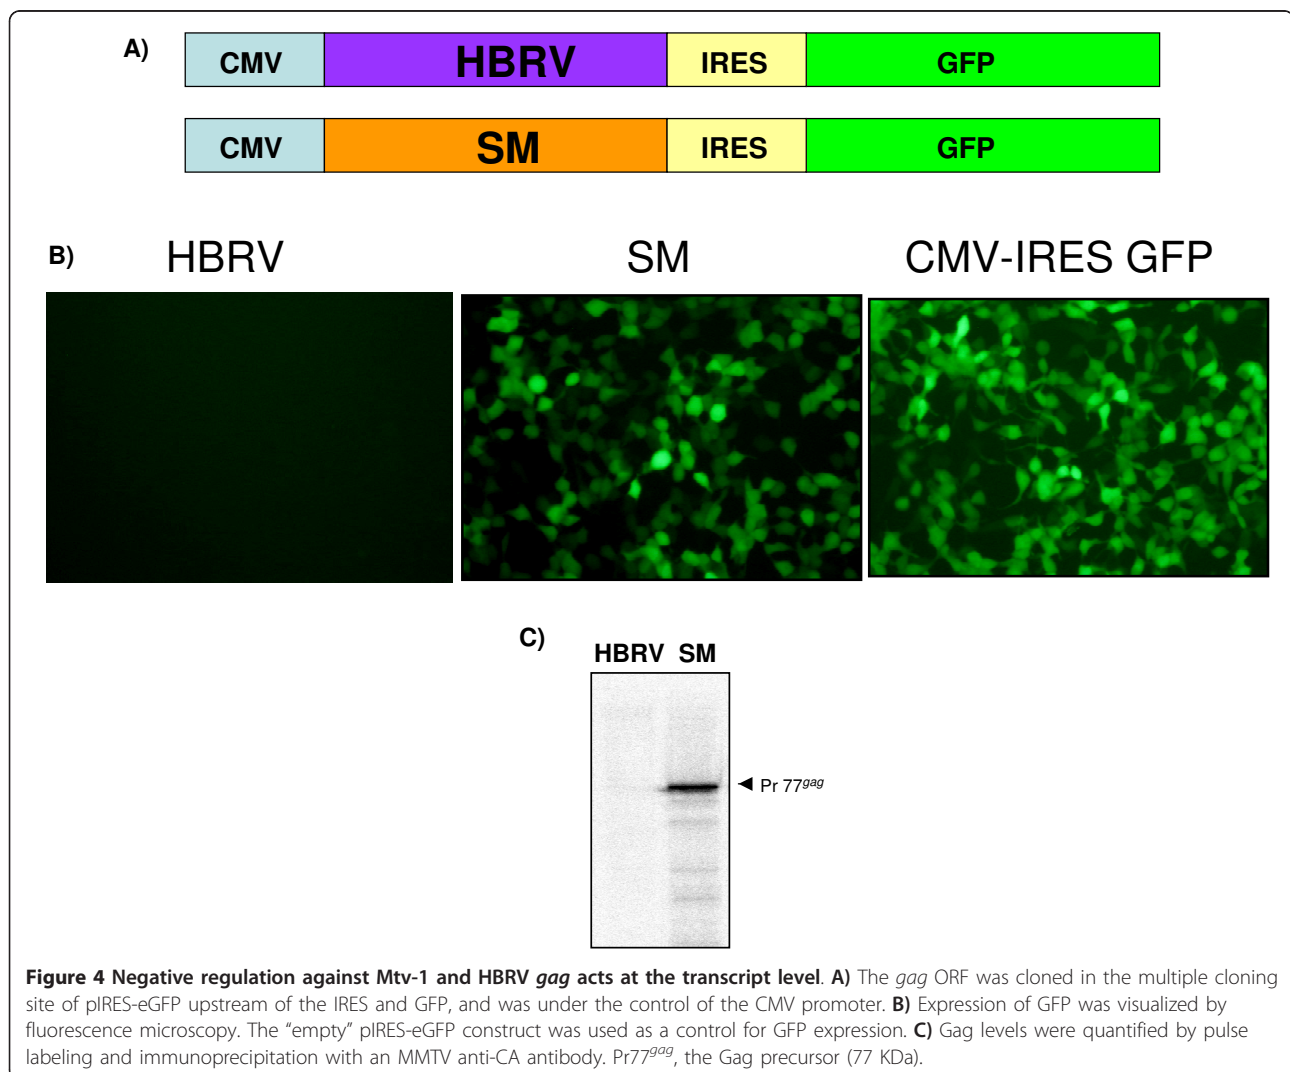 A)
CMV HBRV IRES GFP
CMV SM IRES GFP
B)
HBRV SM CMV-IRES GFP
C)
HBRV SM
◄ Pr 77gag
Figure 4 Negative regulation against Mtv-1 and HBRV gag acts at the transcript level. A) The gag ORF was cloned in the multiple cloning
site of pIRES-eGFP upstream of the IRES and GFP, and was under the control of the CMV promoter. B) Expression of GFP was visualized by
fluorescence microscopy. The “empty” pIRES-eGFP construct was used as a control for GFP expression. C) Gag levels were quantified by pulse
labeling and immunoprecipitation with an MMTV anti-CA antibody. Pr77gag, the Gag precursor (77 KDa).